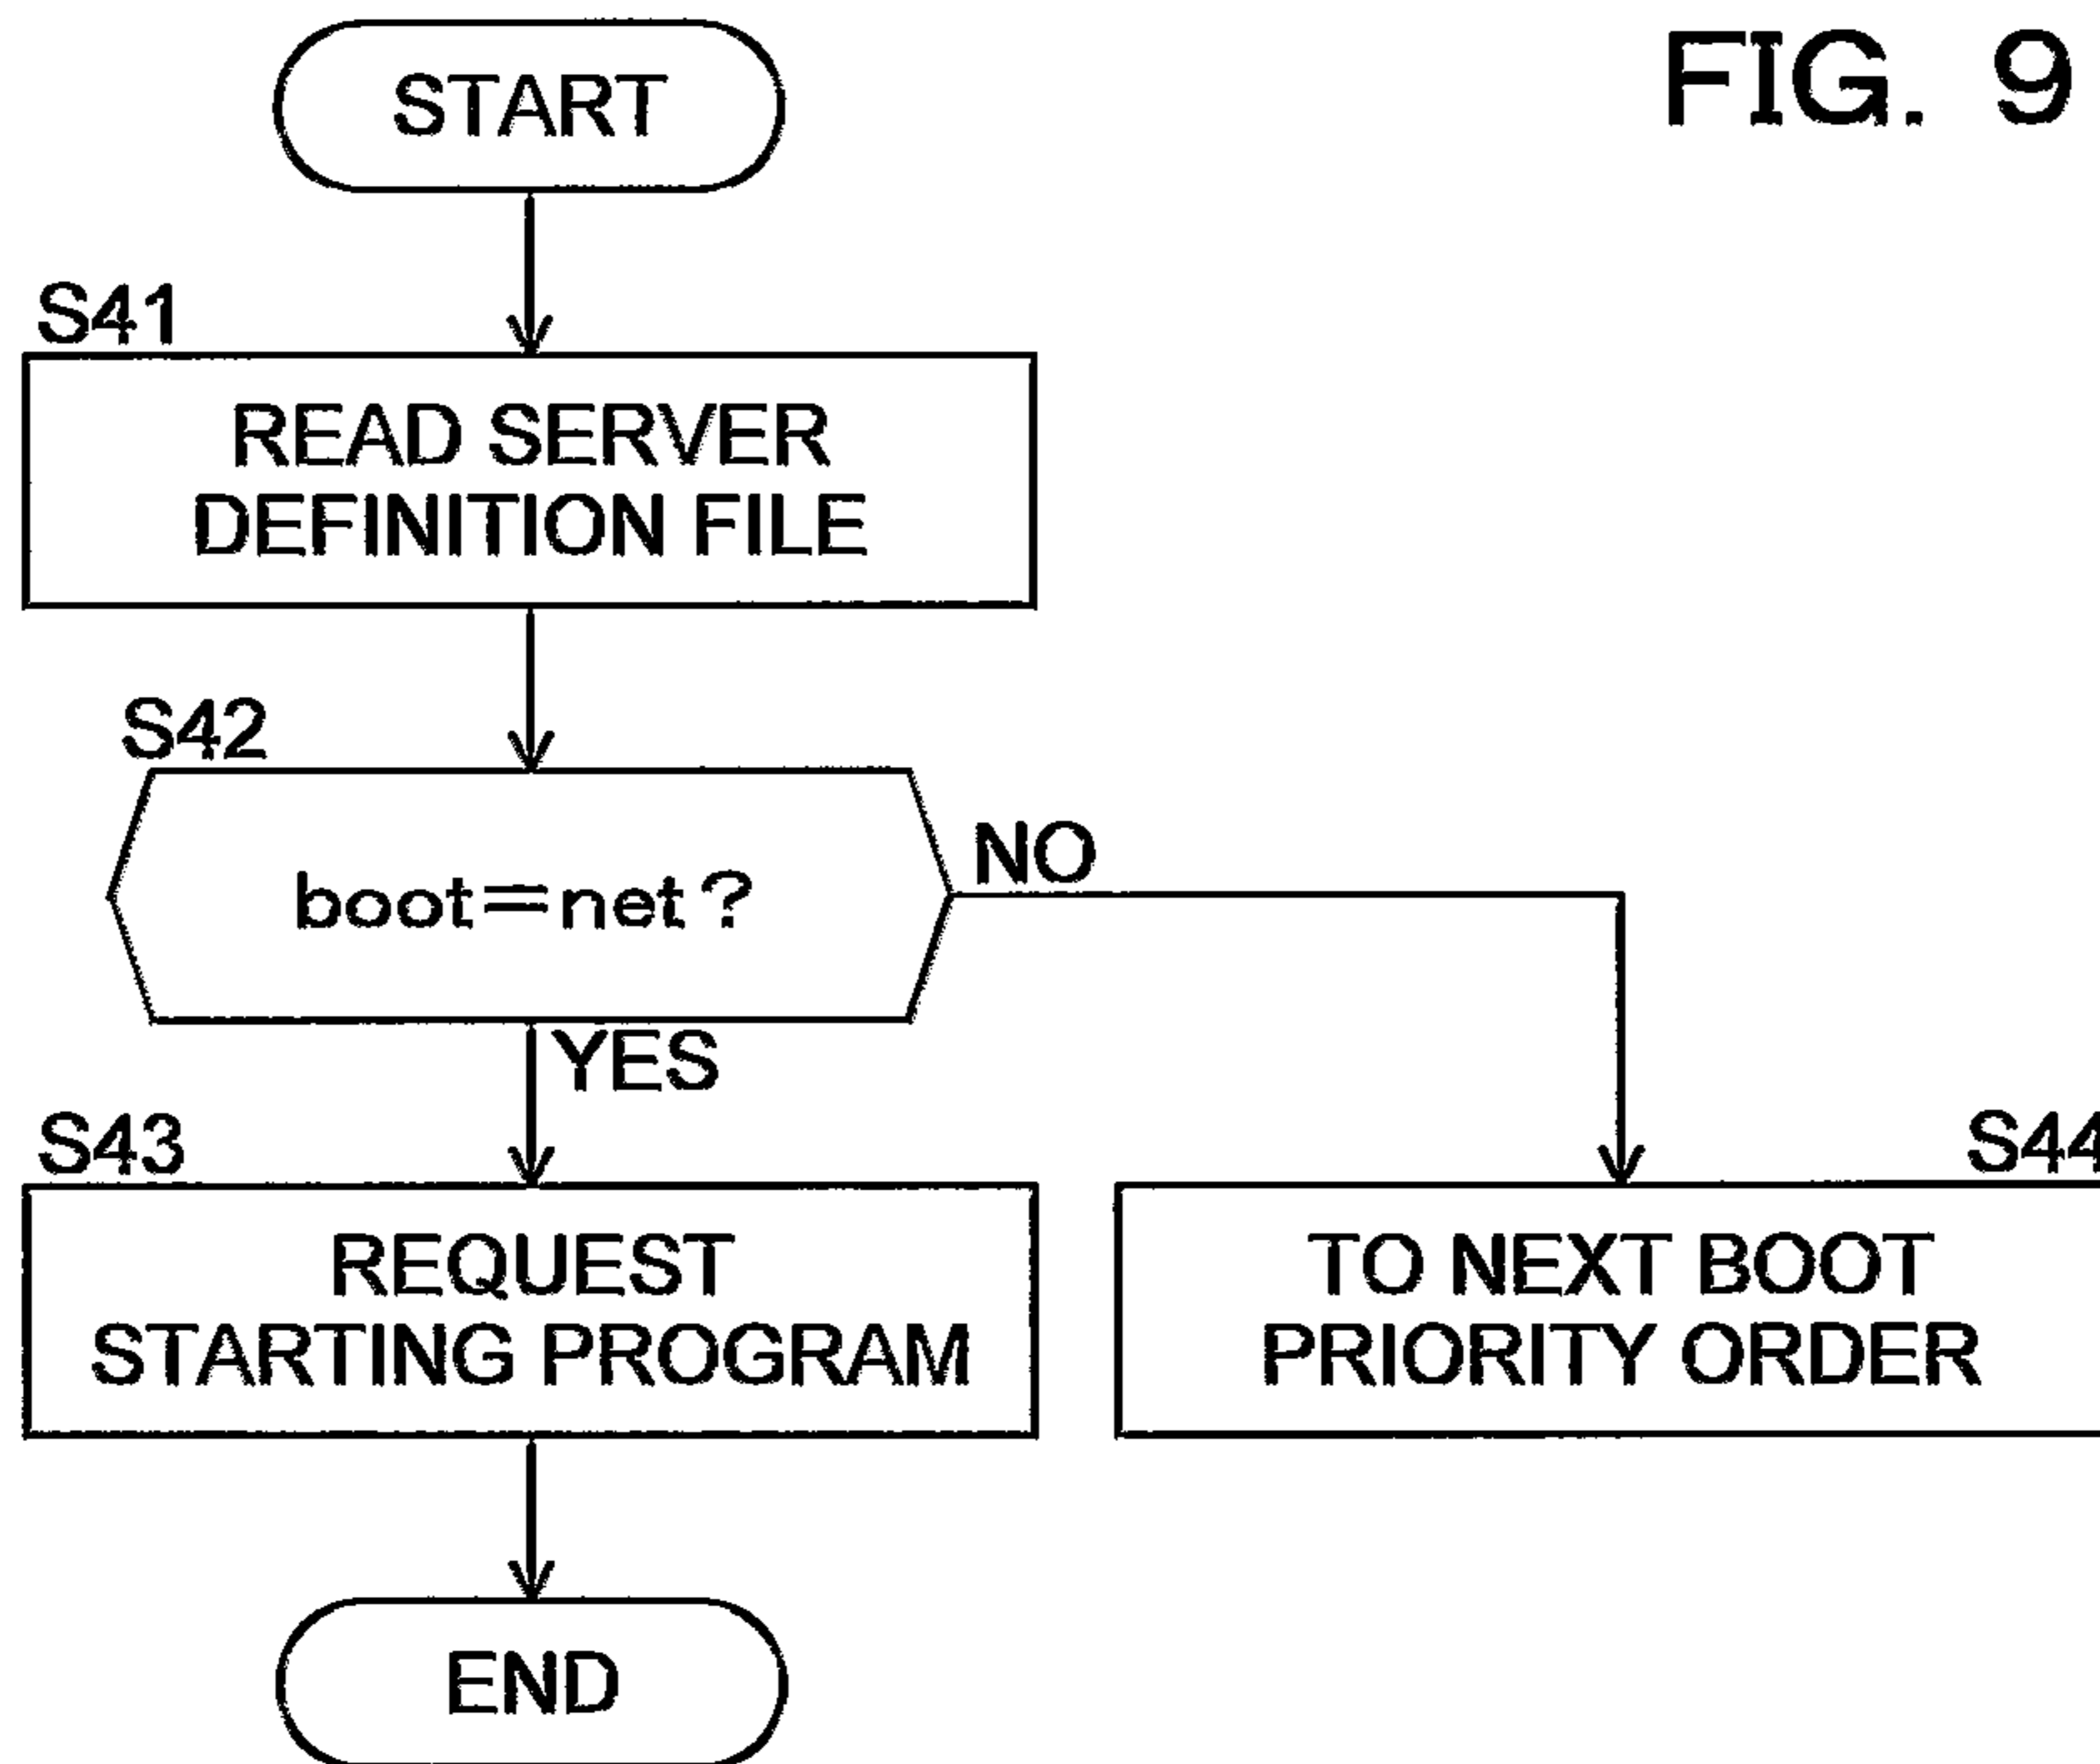 FIG. 9
START
S41
READ SERVER
DEFINITION FILE
S42
boot=net?
NO
YES
S43
REQUEST
STARTING PROGRAM
S44
TO NEXT BOOT
PRIORITY ORDER
END